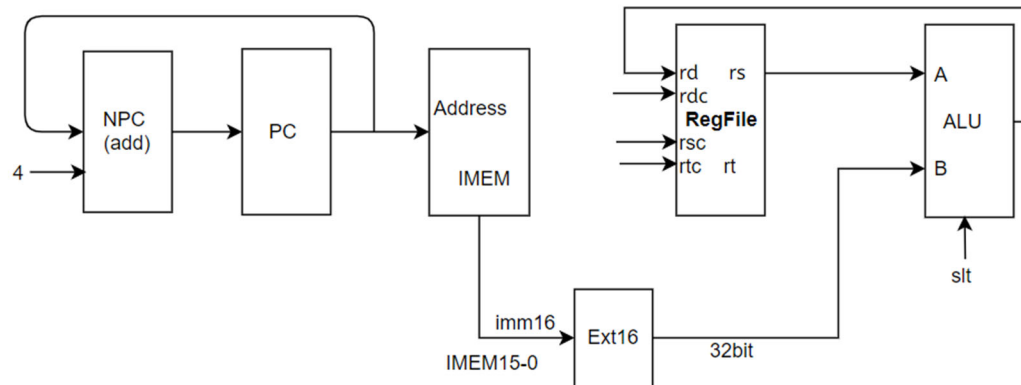 NPC
(add)
4
PC
Address
IMEM
rd rs
rdc
RegFile
rsc
rtc rt
A
ALU
B
slt
imm16
IMEM15-0
Ext16
32bit